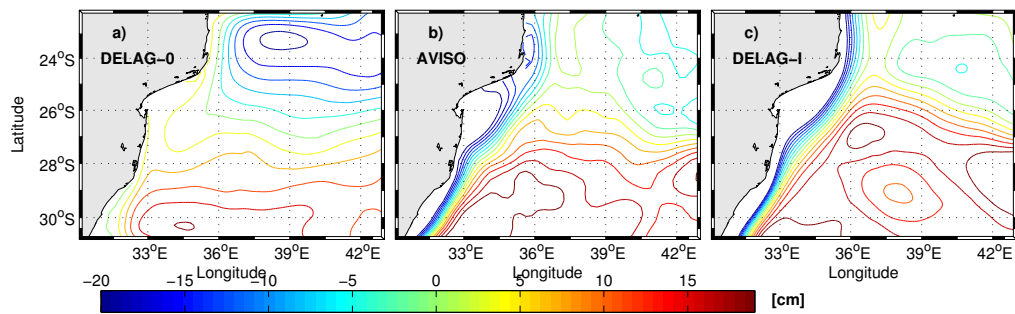 a)
DELAG-0
b)
AVISO
c)
DELAG-I
Latitude
24°S
26°S
28°S
30°S
33°E 36°E 39°E 42°E
33°E 36°E 39°E 42°E
33°E 36°E 39°E 42°E
Longitude
Longitude
Longitude
−20 −15 −10 −5 0 5 10 15
[cm]